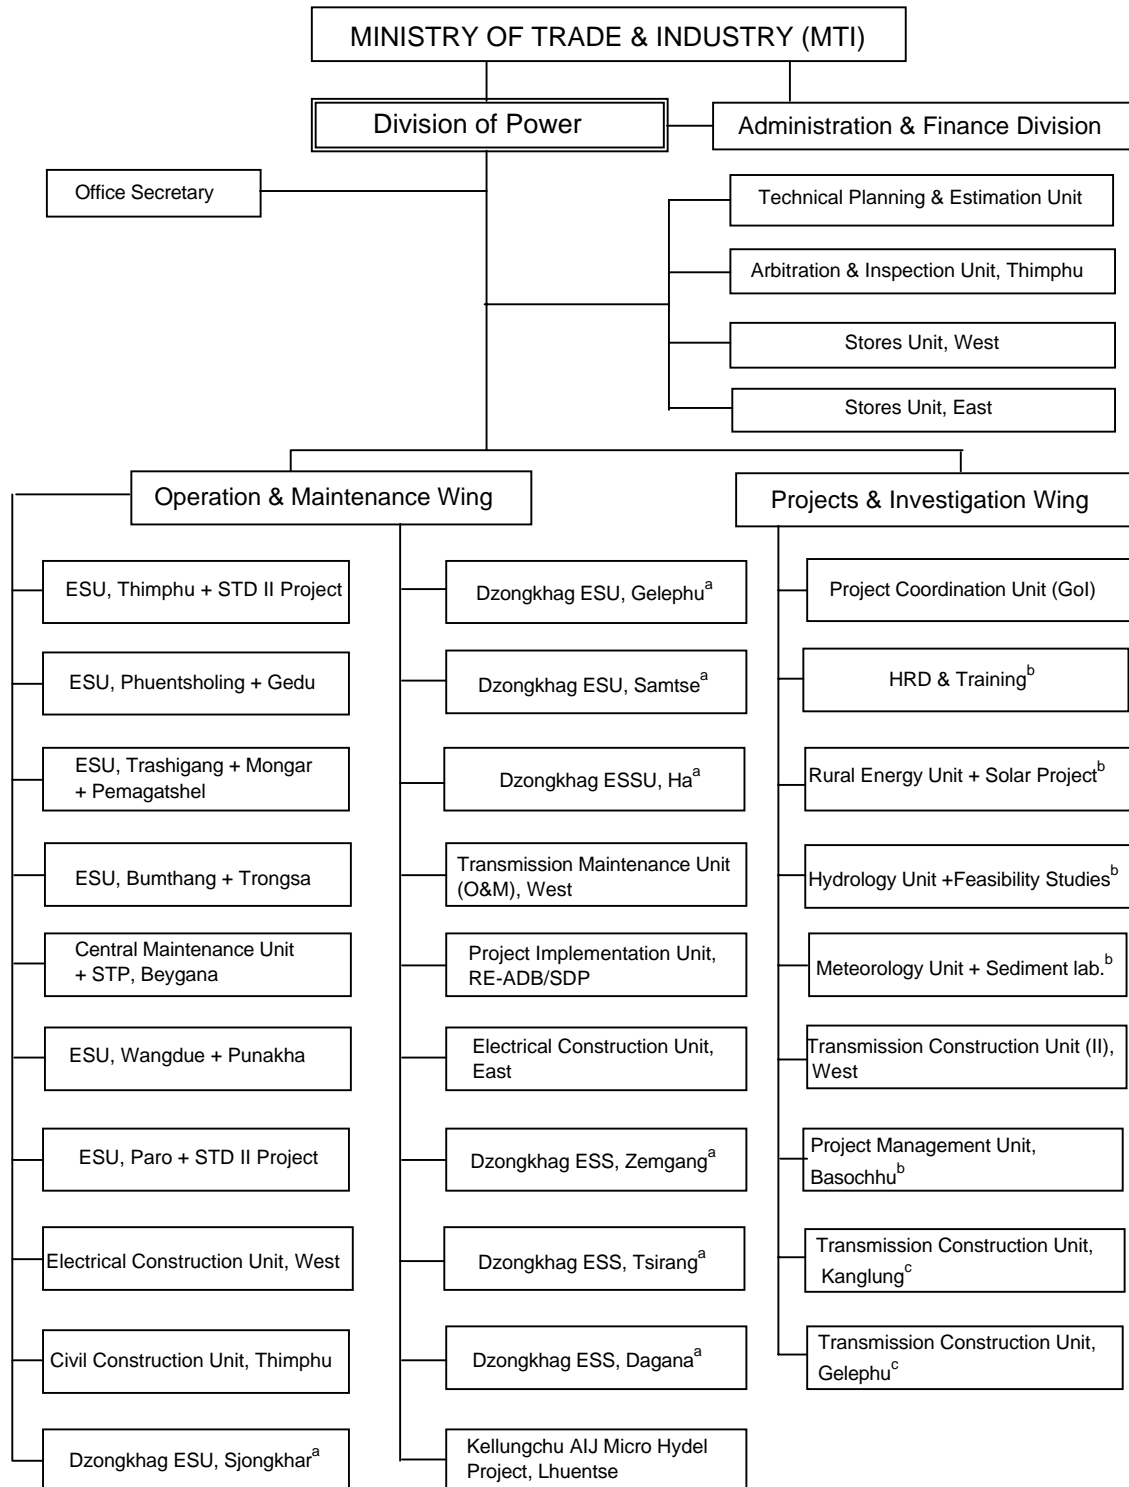 MINISTRY OF TRADE & INDUSTRY (MTI)
Division of Power
Administration & Finance Division
Office Secretary
Technical Planning & Estimation Unit
Arbitration & Inspection Unit, Thimphu
Stores Unit, West
Stores Unit, East
Operation & Maintenance Wing
Projects & Investigation Wing
ESU, Thimphu + STD II Project
ESU, Phuentsholing + Gedu
ESU, Trashigang + Mongar
+ Pemagatshel
ESU, Bumthang + Trongsa
Central Maintenance Unit
+ STP, Beygana
ESU, Wangdue + Punakha
ESU, Paro + STD II Project
Electrical Construction Unit, West
Civil Construction Unit, Thimphu
Dzongkhag ESU, Sjongkhar a
Dzongkhag ESU, Gelephu a
Dzongkhag ESU, Samtse a
Dzongkhag ESSU, Ha a
Transmission Maintenance Unit
(O&M), West
Project Implementation Unit,
RE-ADB/SDP
Electrical Construction Unit,
East
Dzongkhag ESS, Zemgang a
Dzongkhag ESS, Tsirang a
Dzongkhag ESS, Dagana a
Kellungchu AIJ Micro Hydel
Project, Lhuentse
Project Coordination Unit (GoI)
HRD & Training b
Rural Energy Unit + Solar Project b
Hydrology Unit +Feasibility Studies b
Meteorology Unit + Sediment lab. b
Transmission Construction Unit (II),
West
Project Management Unit,
Basochhu b
Transmission Construction Unit,
Kanglung c
Transmission Construction Unit,
Gelephu c